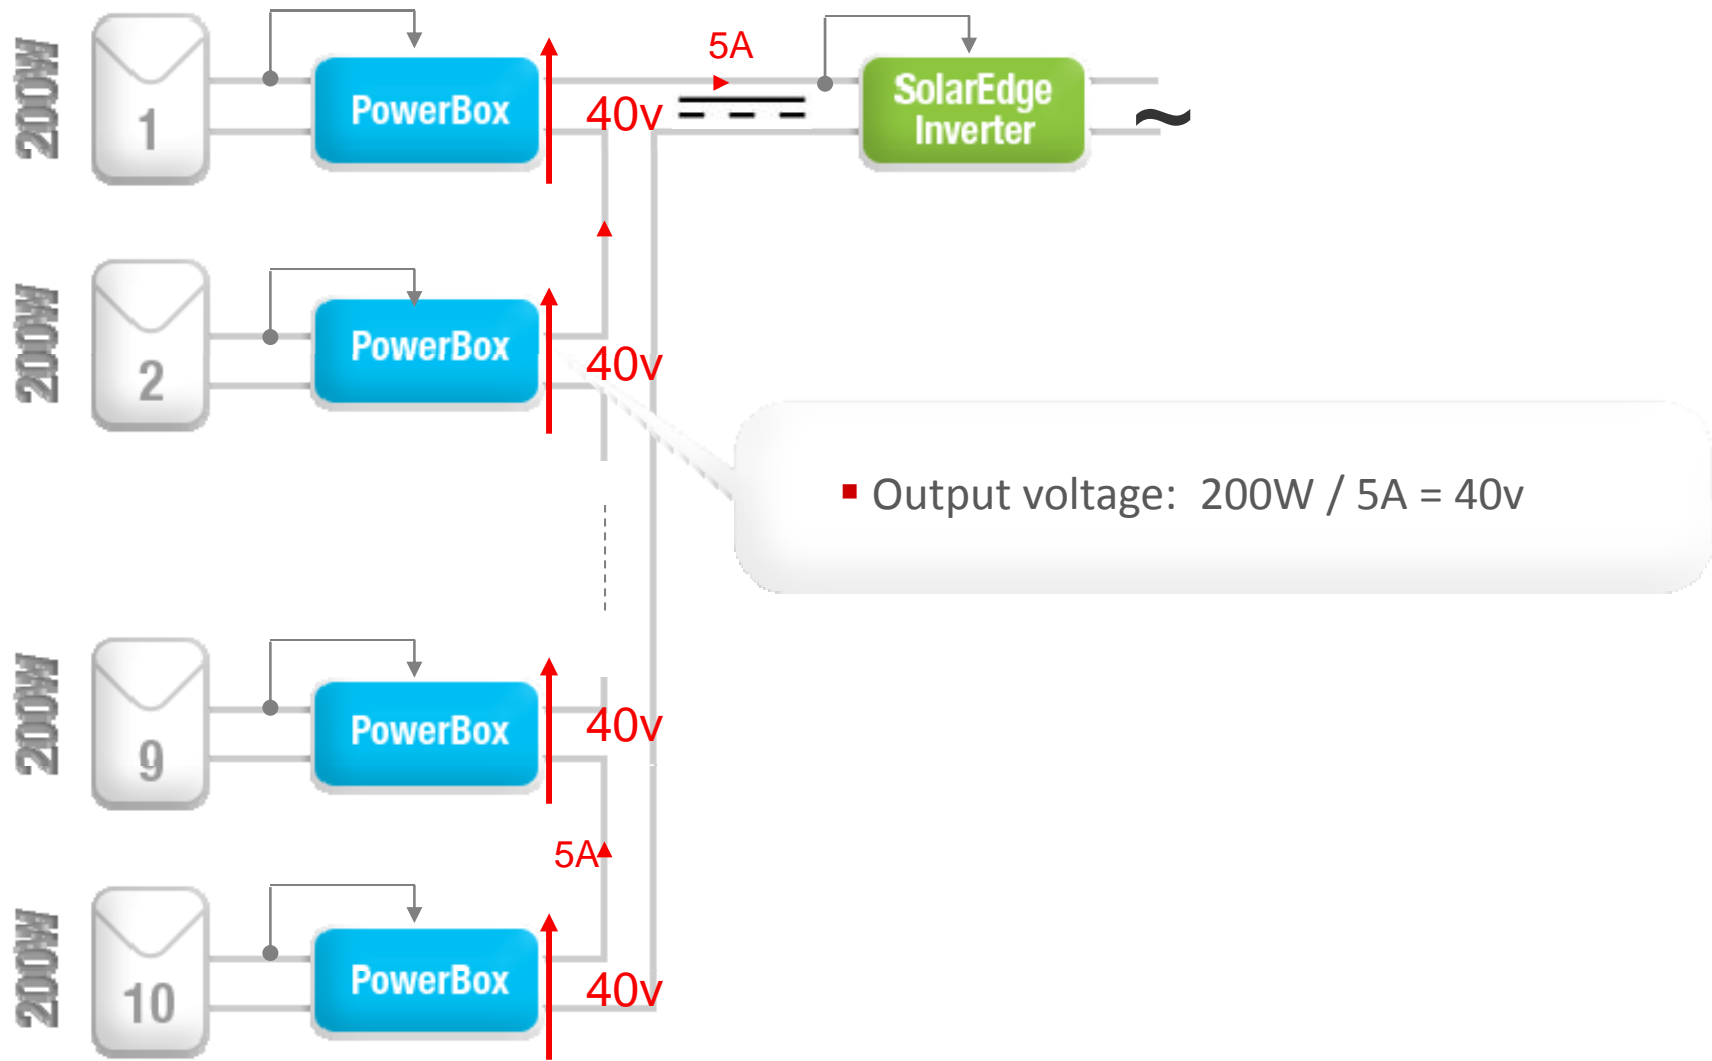 200W
1
PowerBox
40v
5A
SolarEdge
Inverter
~
200W
2
PowerBox
40v
▪ Output voltage:  200W / 5A = 40v
200W
9
PowerBox
40v
5A
200W
10
PowerBox
40v